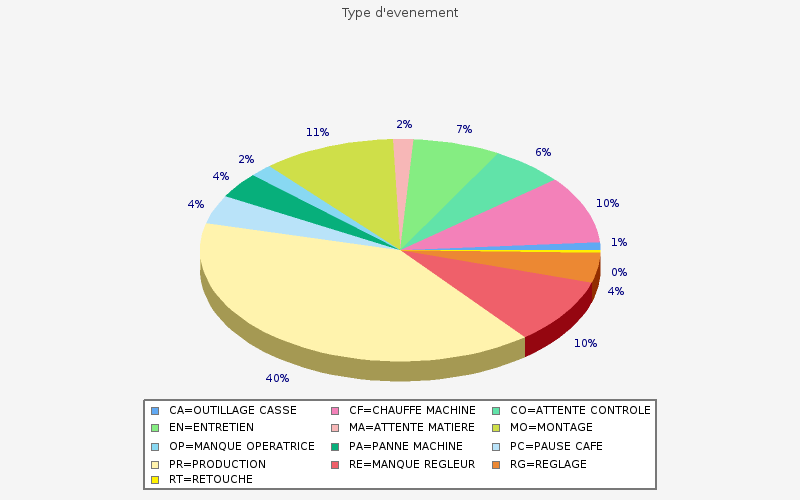 Type d'evenement
2%
7%
11%
6%
2%
4%
4%
10%
1%
0%
4%
10%
40%
CA=OUTILLAGE CASSE CF=CHAUFFE MACHINE CO=ATTENTE CONTROLE
EN=ENTRETIEN MA=ATTENTE MATIERE MO=MONTAGE
OP=MANQUE OPERATRICE PA=PANNE MACHINE PC=PAUSE CAFE
PR=PRODUCTION RE=MANQUE REGLEUR RG=REGLAGE
RT=RETOUCHE